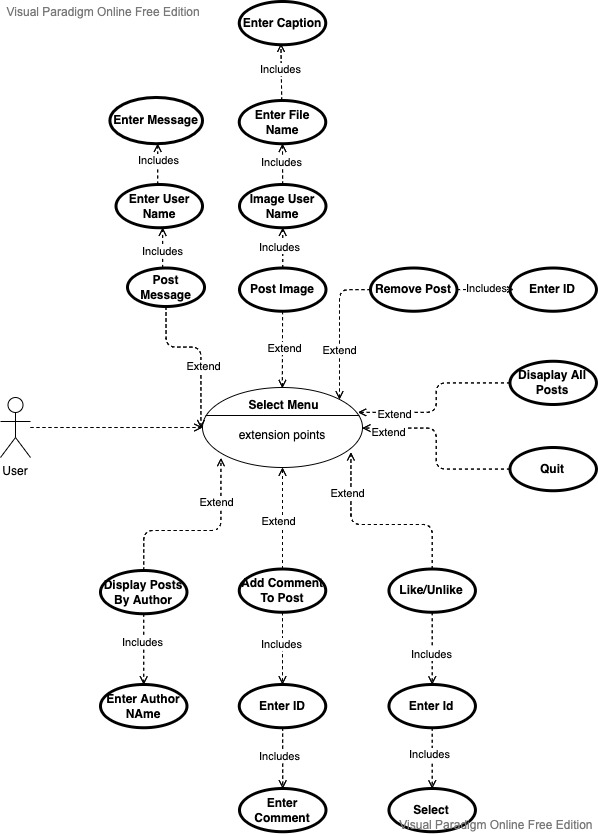 Visual Paradigm Online Free Edition
Enter Caption
Includes
Enter Message
Enter File
Name
Includes
Includes
Enter User
Name
Image User
Name
Includes
Includes
Post
Message
Post Image
Remove Post
Includes
Enter ID
Extend
Extend
Extend
Disaplay All
Posts
Select Menu
Extend
extension points
Extend
User
Quit
Extend
Extend
Extend
Display Posts
By Author
Add Comment
To Post
Like/Unlike
Includes
Includes
Includes
Enter Author
NAme
Enter ID
Enter Id
Includes
Includes
Enter
Comment
Select
Visual Paradigm Online Free Edition